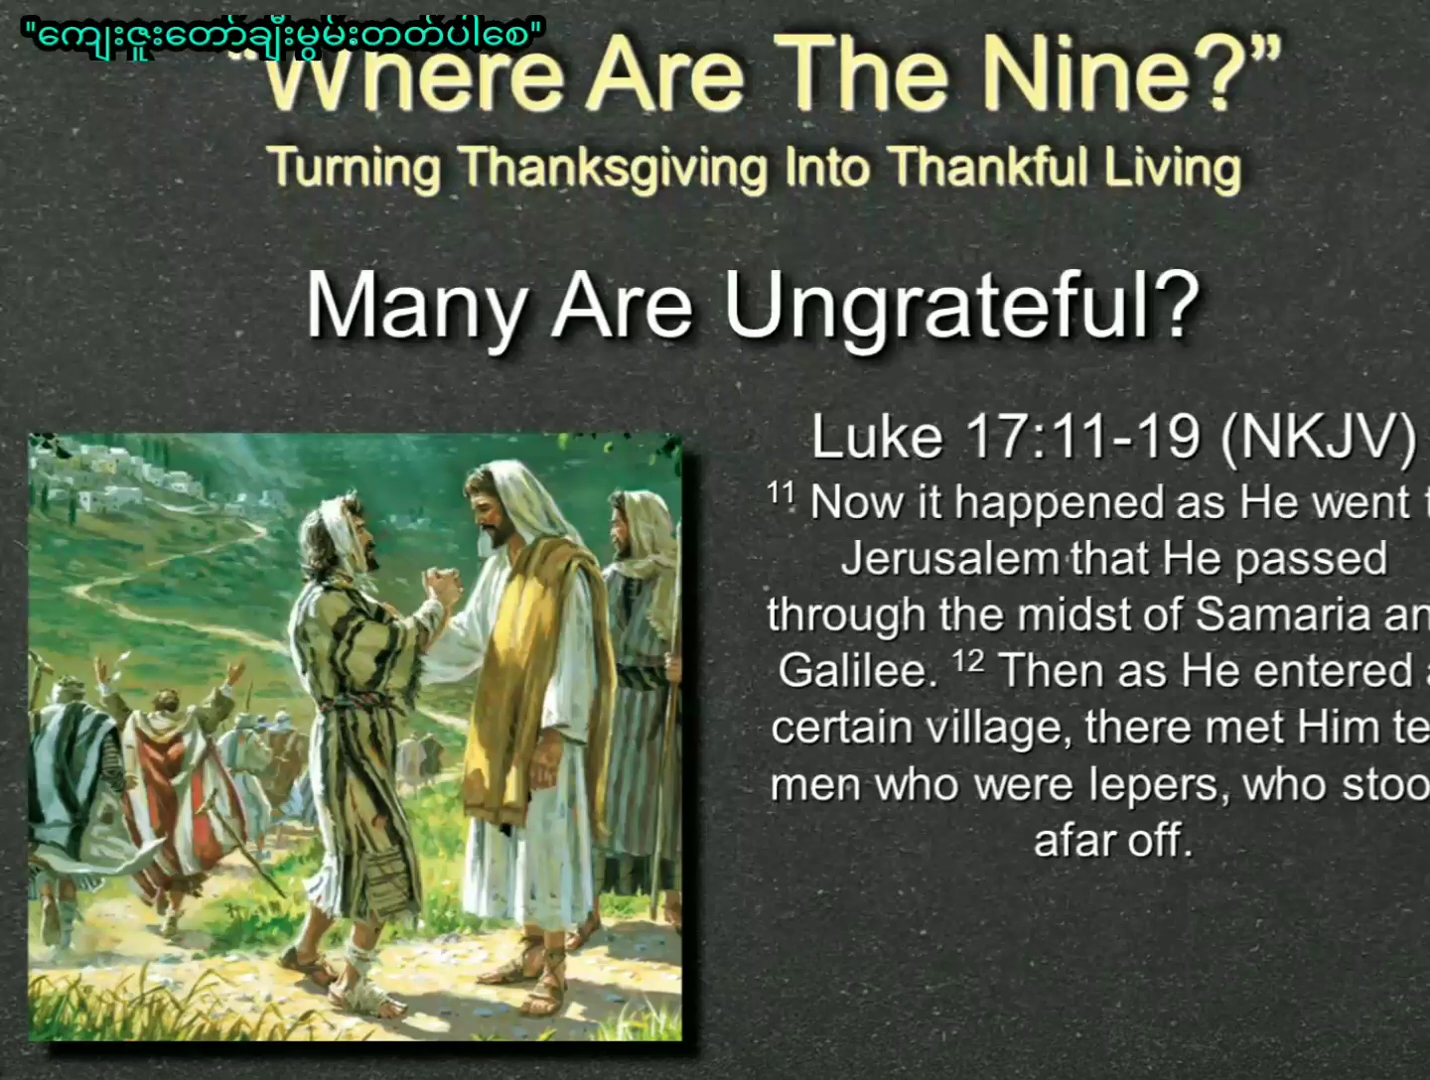 "ကျေးဇူးတော်ချီးမွမ်းတတ်ပါစေ"
“Where Are The Nine?”
Turning Thanksgiving Into Thankful Living
Many Are Ungrateful?
Luke 17:11-19 (NKJV)
11 Now it happened as He went t
Jerusalem that He passed
through the midst of Samaria an
Galilee. 12 Then as He entered a
certain village, there met Him te
men who were lepers, who stoo
afar off.